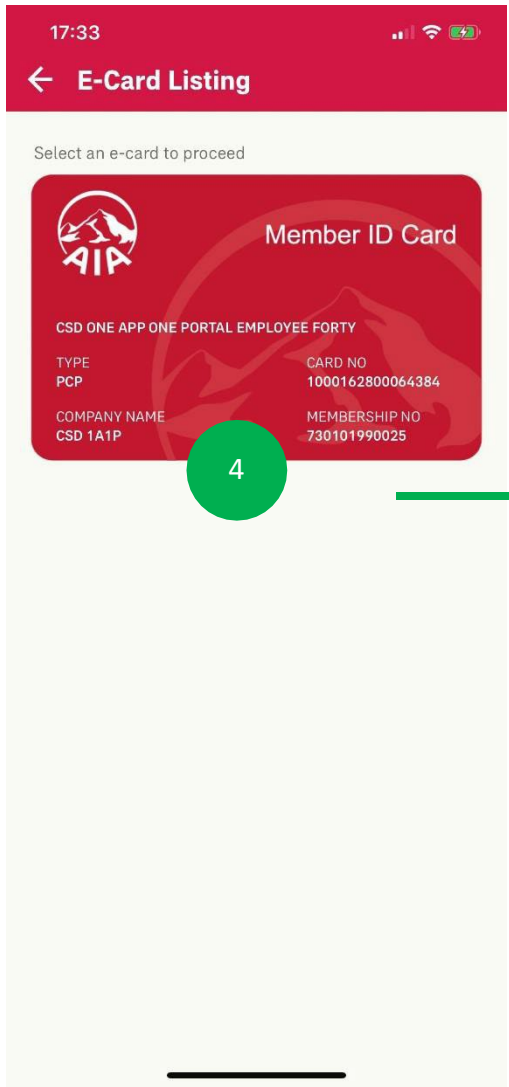 17:33
E-Card Listing
Select an e-card to proceed
AIA
Member ID Card
CSD ONE APP ONE PORTAL EMPLOYEE FORTY
TYPE CARD NO
PCP 1000162800064384
COMPANY NAME MEMBERSHIP NO
CSD 1A1P 730101990025
4